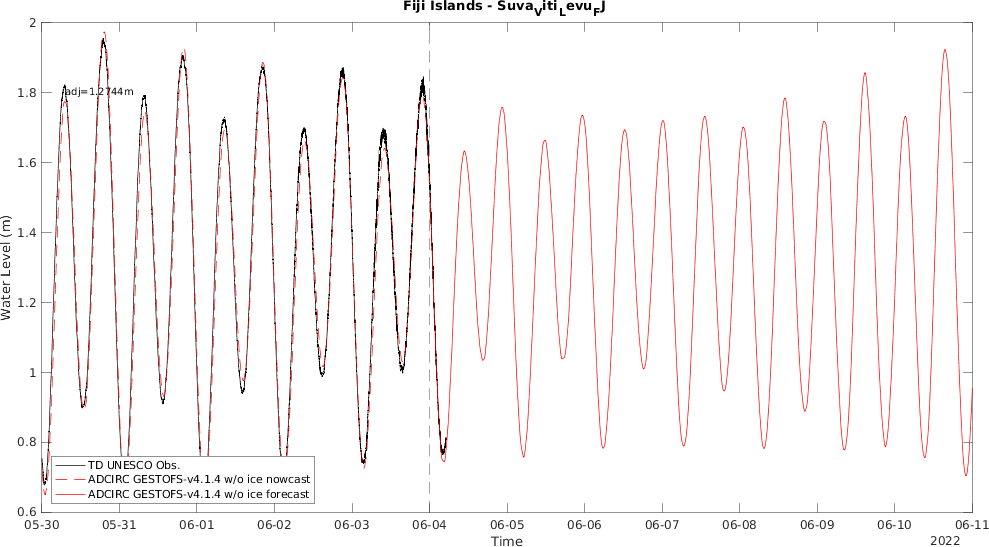 Fiji Islands - SuvaVitiLevuFJ
2
1.8
1.6
1.4
1.2
1
0.8
0.6
Water Level (m)
adj=1.2744m
TD UNESCO Obs.
ADCIRC GESTOFS-v4.1.4 w/o ice nowcast
ADCIRC GESTOFS-v4.1.4 w/o ice forecast
05-30 05-31 06-01 06-02 06-03 06-04 06-05 06-06 06-07 06-08 06-09 06-10 06-11
Time
2022